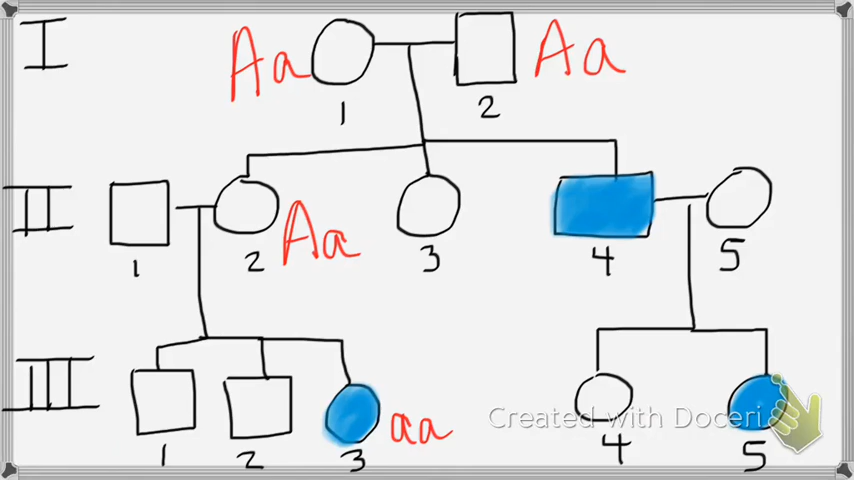 I
Aa Aa
1 2
II
Aa
1 2 3 4 5
III
aa
Created with Doceri
1 2 3 4 5